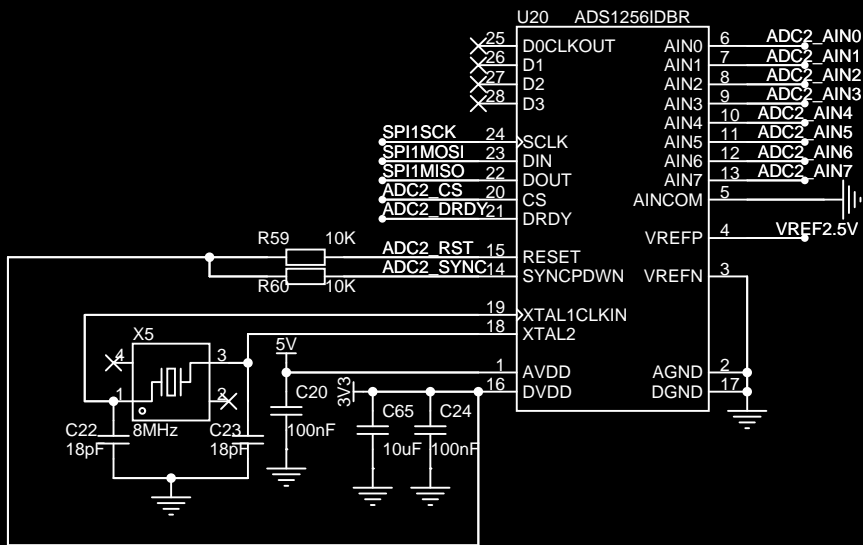 U20 ADS1256IDBR
25 D0CLKOUT AIN0 6 ADC2_AIN0
26 D1 AIN1 7 ADC2_AIN1
27 D2 AIN2 8 ADC2_AIN2
28 D3 AIN3 9 ADC2_AIN3
AIN4 10 ADC2_AIN4
SPI1SCK 24 SCLK AIN5 11 ADC2_AIN5
SPI1MOSI 23 DIN AIN6 12 ADC2_AIN6
SPI1MISO 22 DOUT AIN7 13 ADC2_AIN7
ADC2_CS 20 CS AINCOM 5
ADC2_DRDY 21 DRDY
VREFP 4 VREF2.5V
R59 10K ADC2_RST 15 RESET
R60 10K ADC2_SYNC 14 SYNCPDWN VREFN 3
19 XTAL1CLKIN
X5 18 XTAL2
4 3 5V
1 AVDD AGND 2
1 2 C20 3V3 16 DVDD DGND 17
C22 8MHz C23 100nF C65 C24
18pF 18pF 10uF 100nF